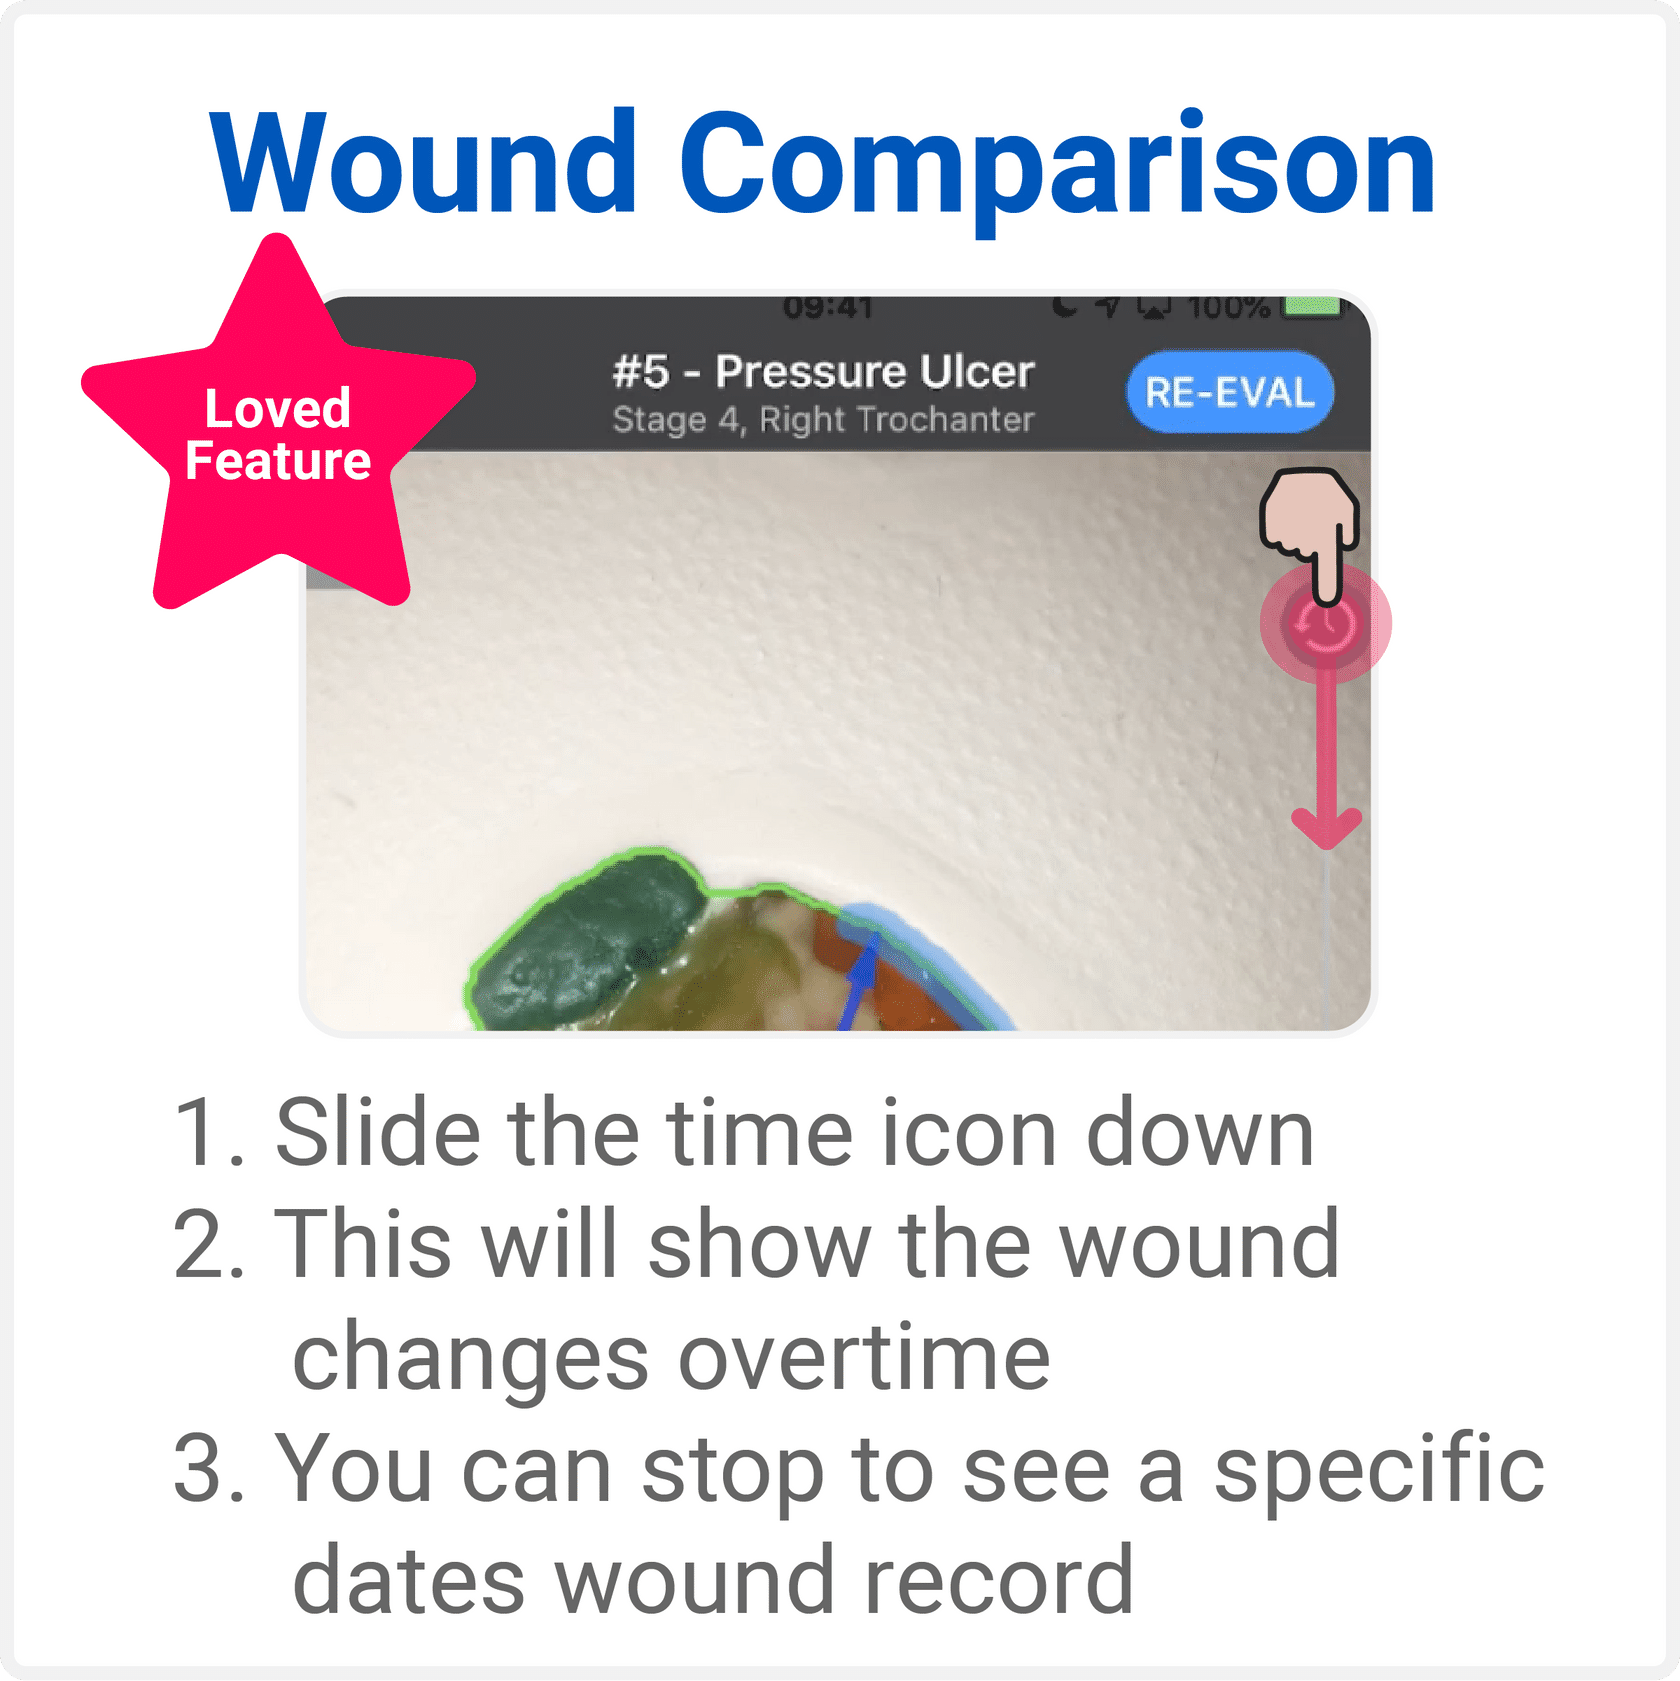 Wound Comparison
Loved
Feature
09:41
100%
#5 - Pressure Ulcer
Stage 4, Right Trochanter
RE-EVAL
1. Slide the time icon down
2. This will show the wound
changes overtime
3. You can stop to see a specific
dates wound record